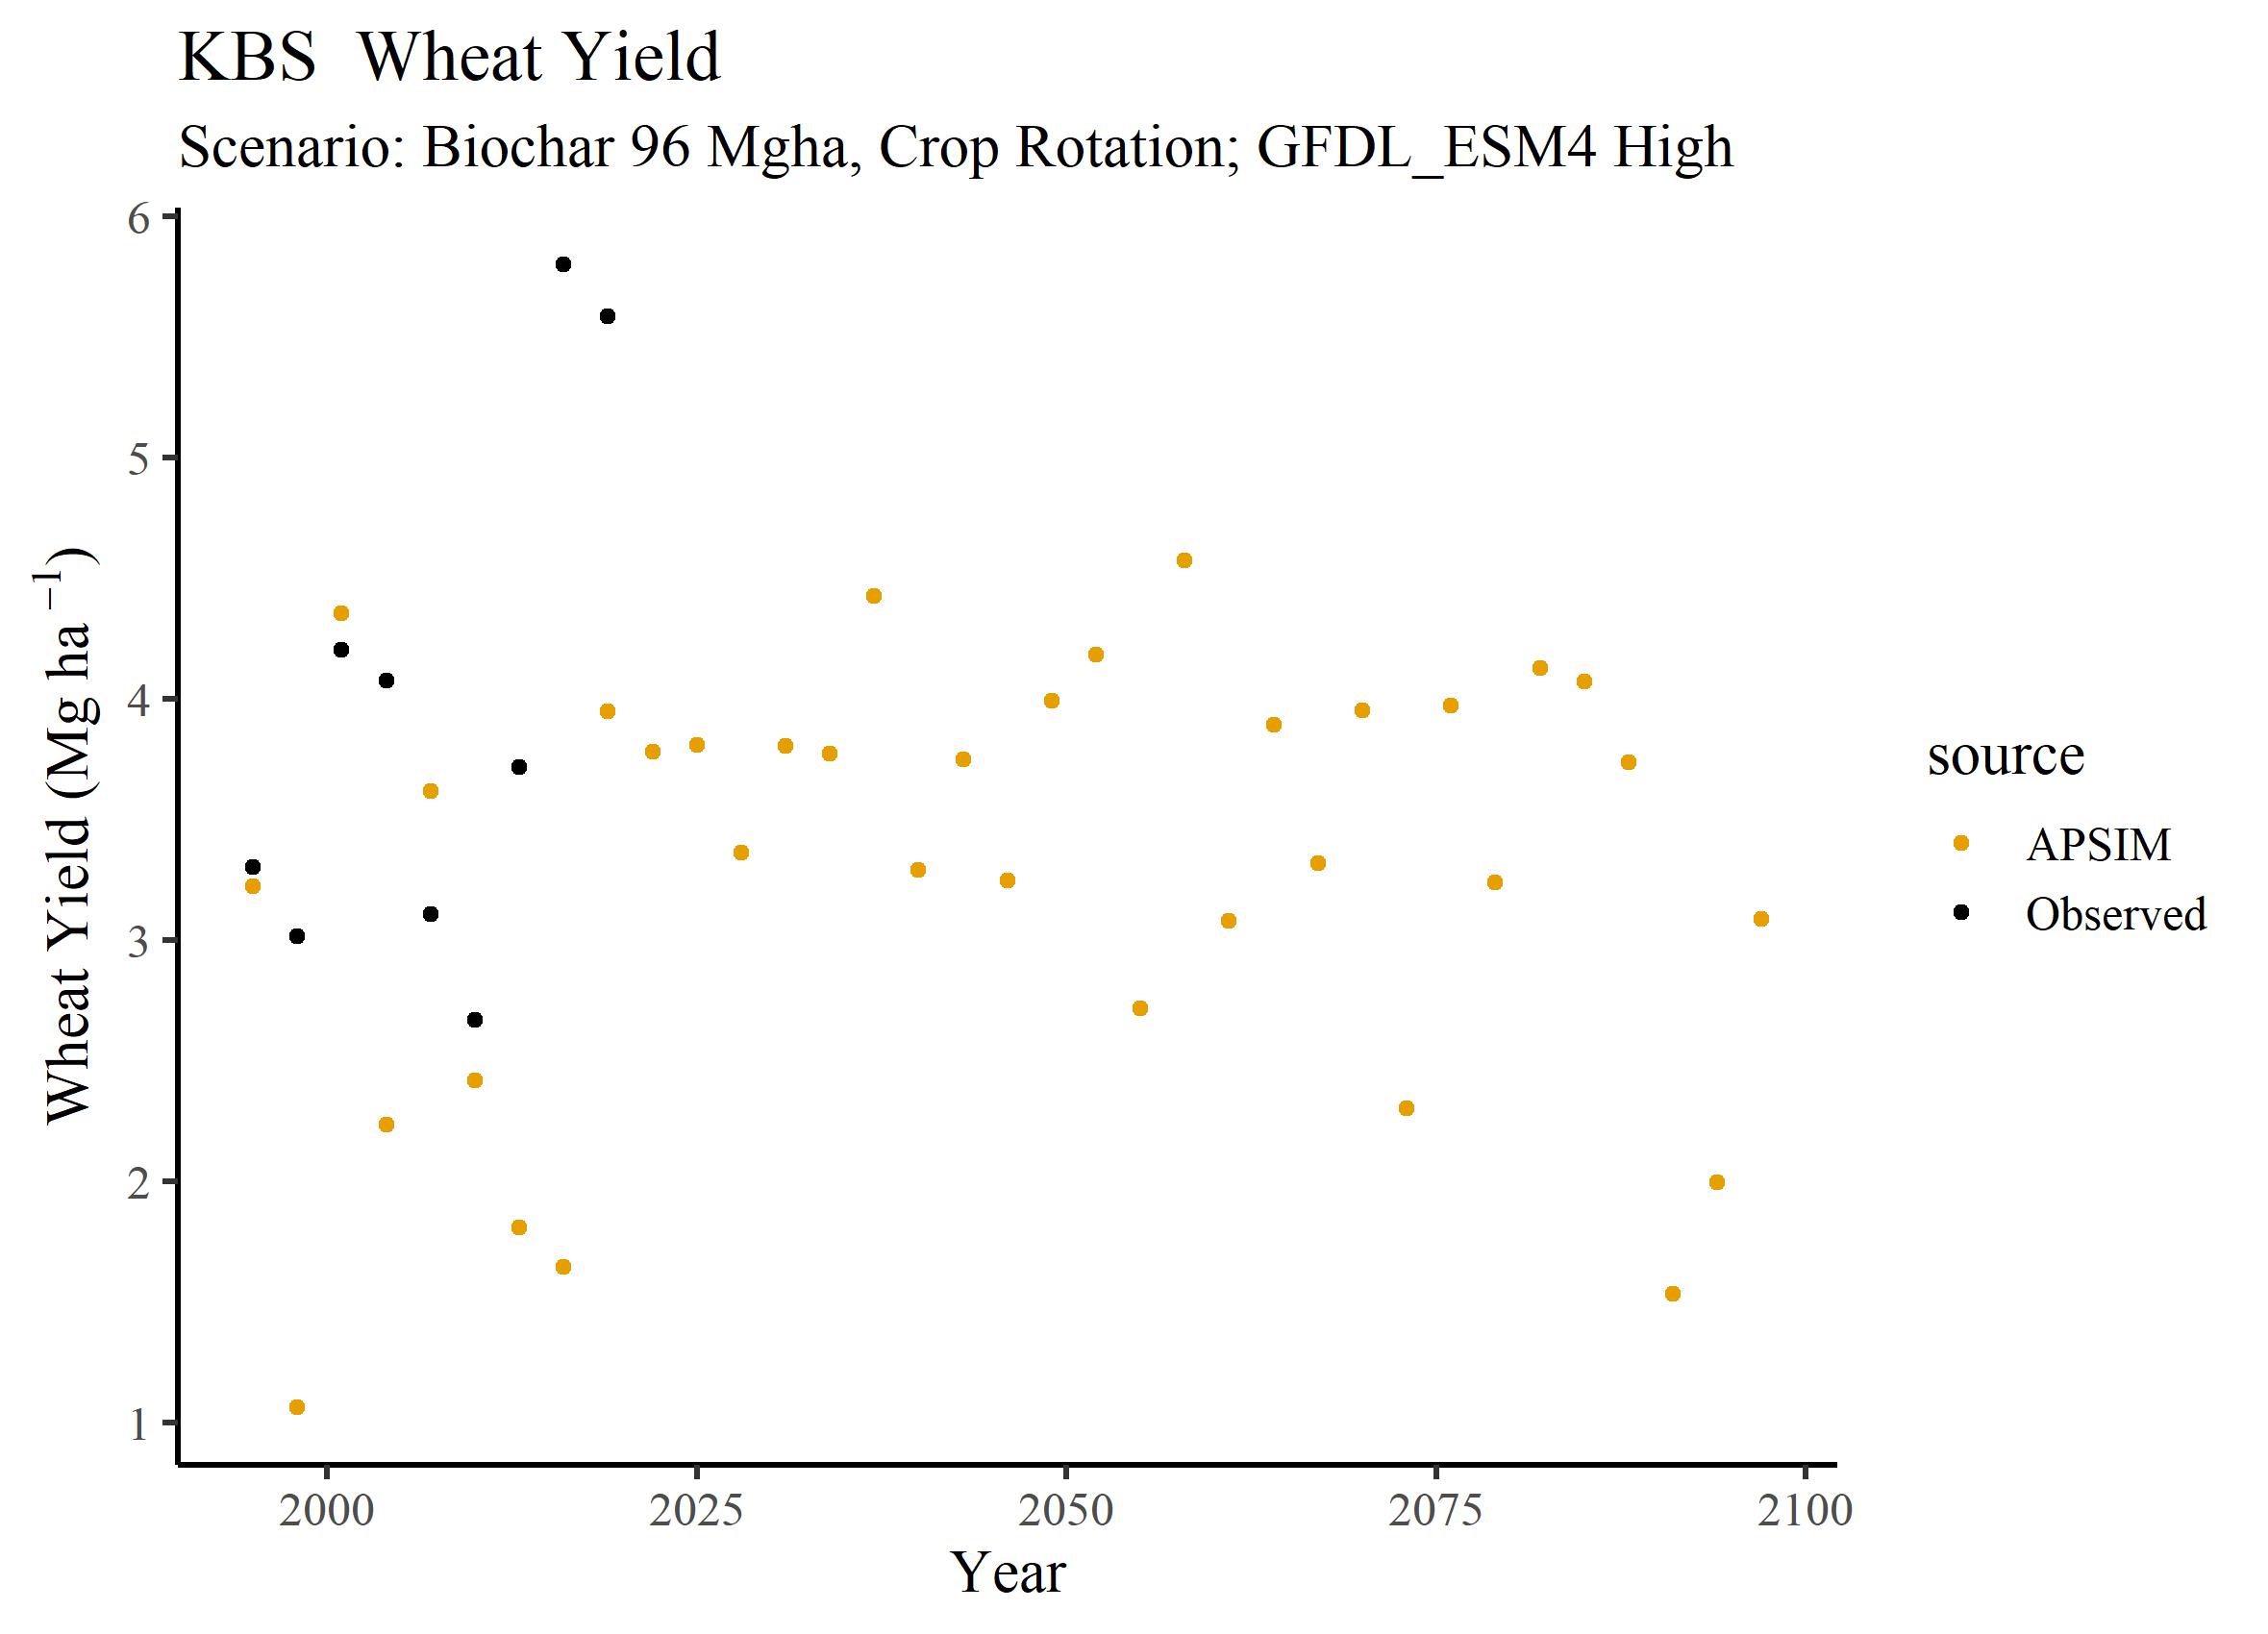 KBS  Wheat Yield
Scenario: Biochar 96 Mgha, Crop Rotation; GFDL_ESM4 High
Wheat Yield (Mg ha −1)
6
5
4
3
2
1
2000 2025 2050 2075 2100
Year
source
APSIM
Observed